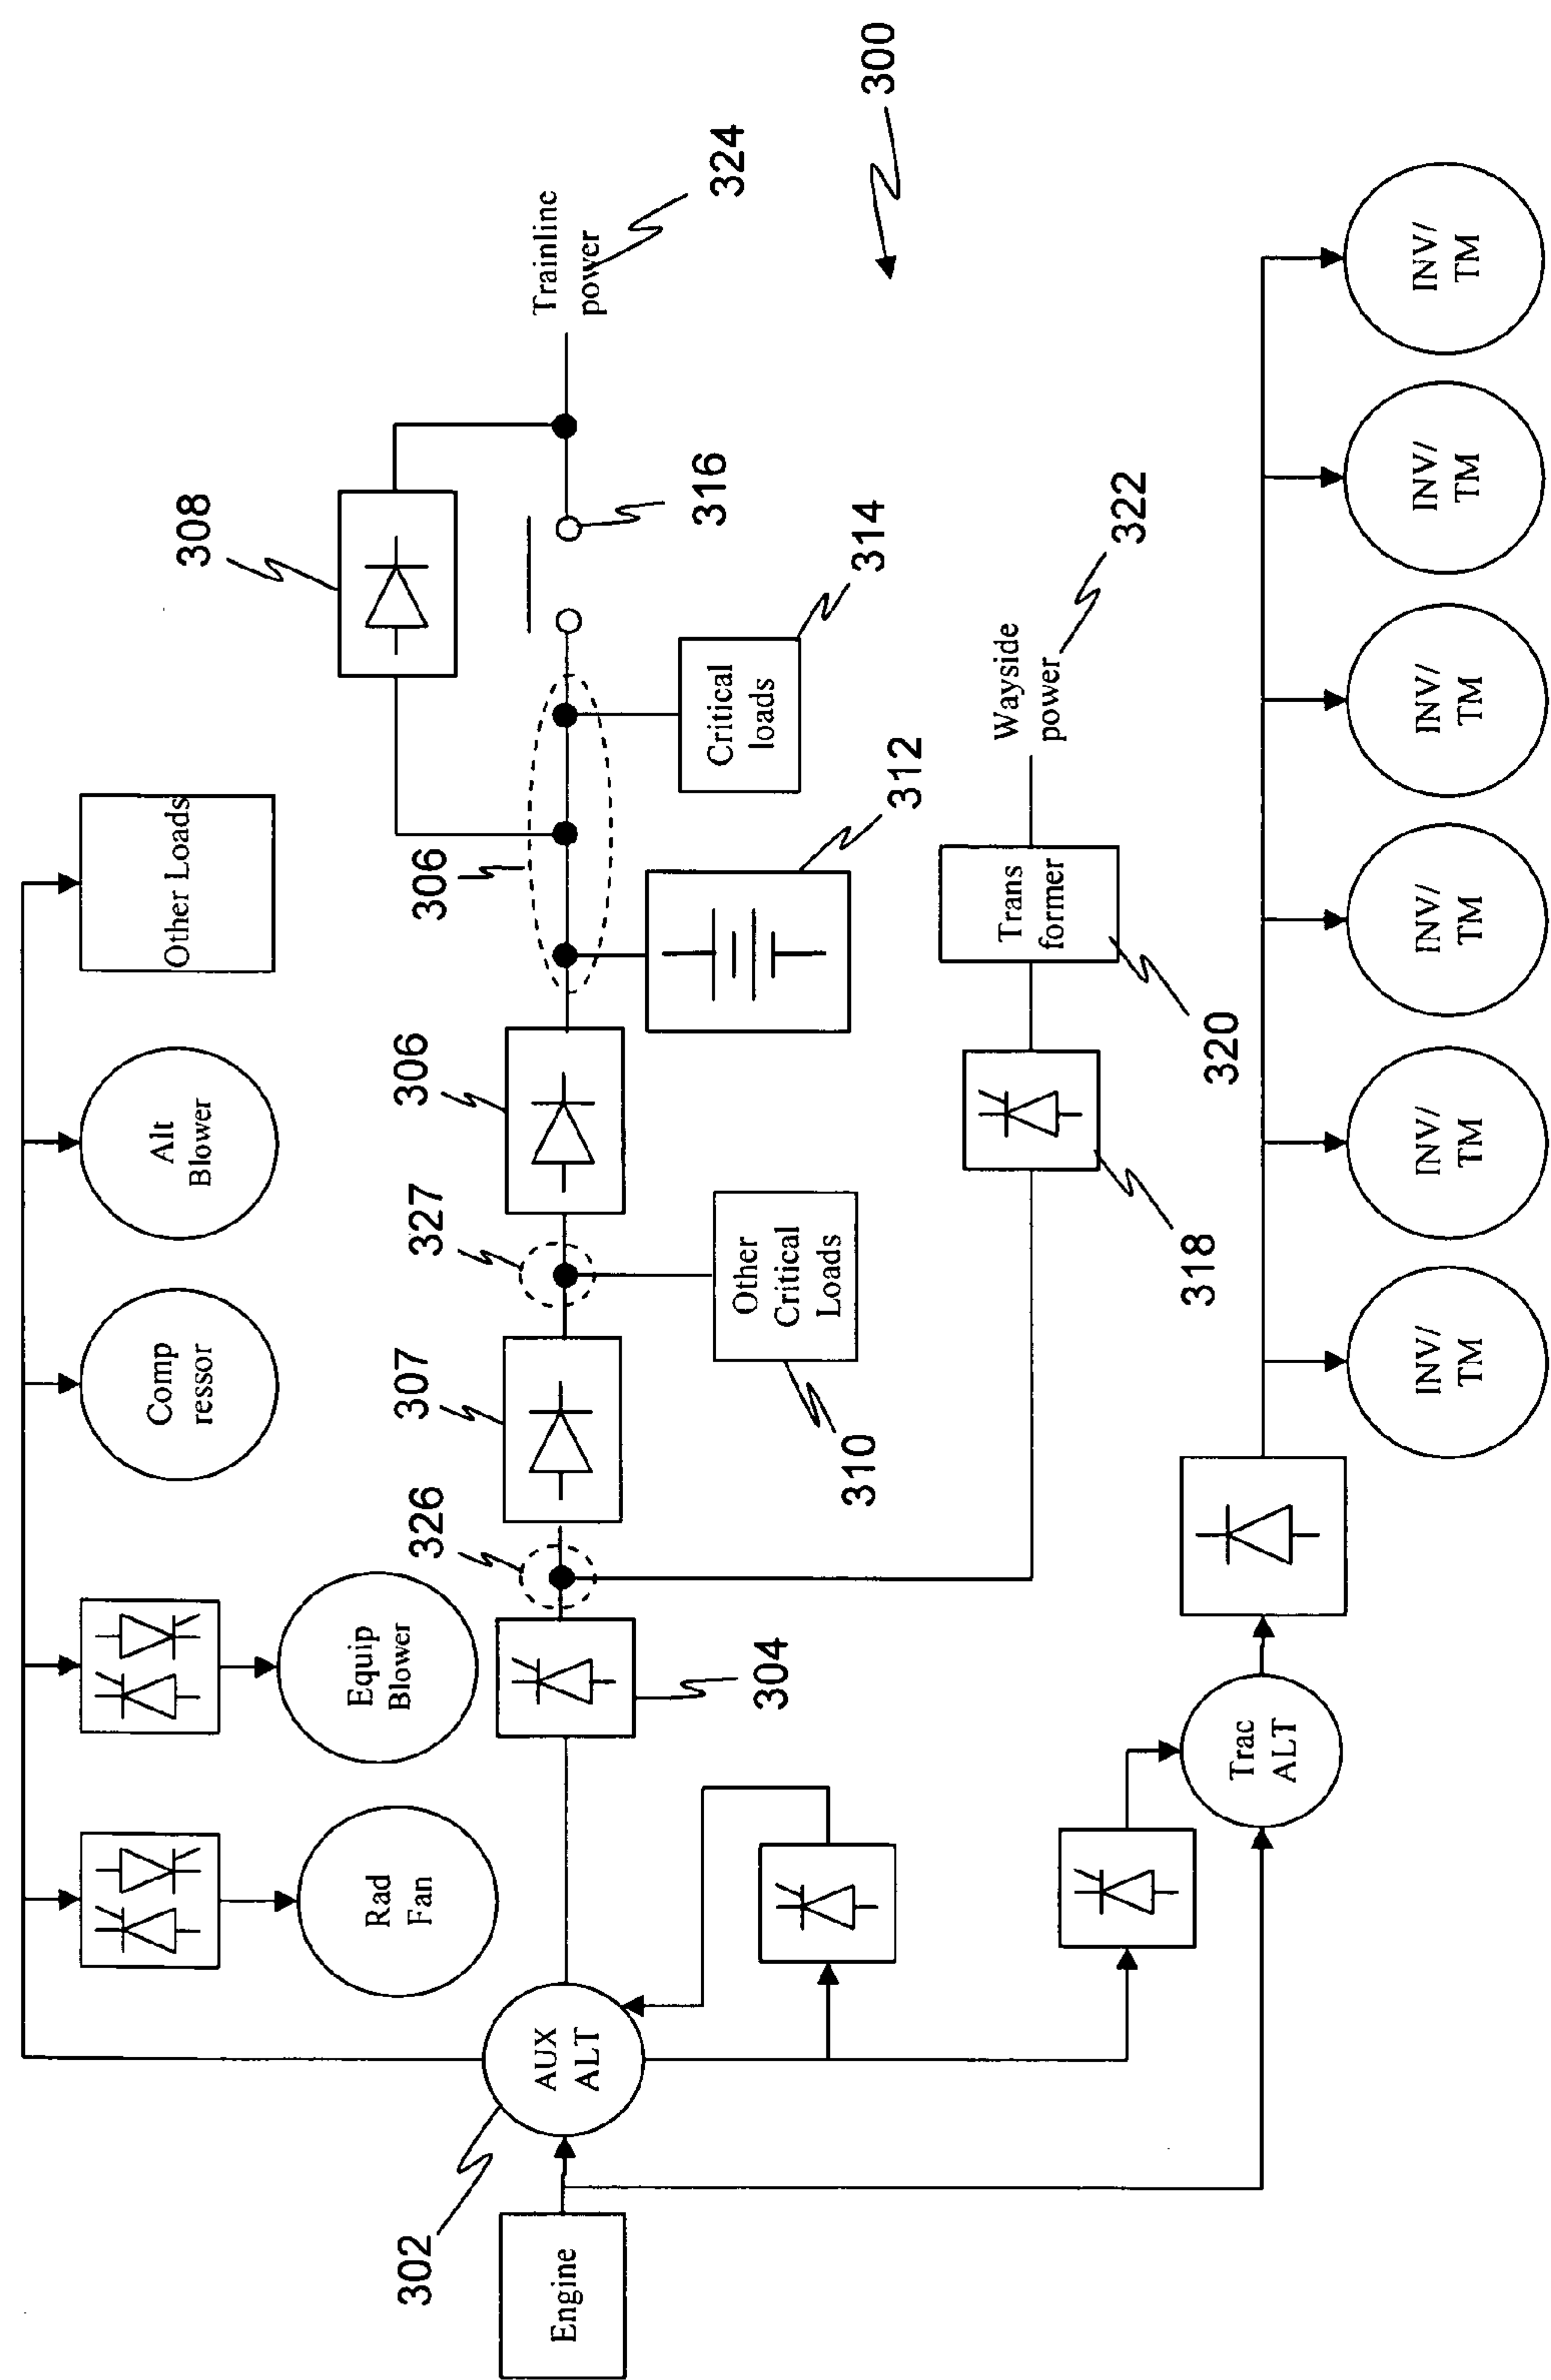 Other Loads
Alt
Blower
Comp
ressor
Equip
Blower
Rad
Fan
308
Trainline
power
324
300
316
306
Critical
loads
314
312
306
327
307
326
Other
Critical
Loads
310
304
Wayside
power
322
Trans
former
320
318
302
AUX
ALT
Engine
Trac
ALT
INV/
TM
INV/
TM
INV/
TM
INV/
TM
INV/
TM
INV/
TM